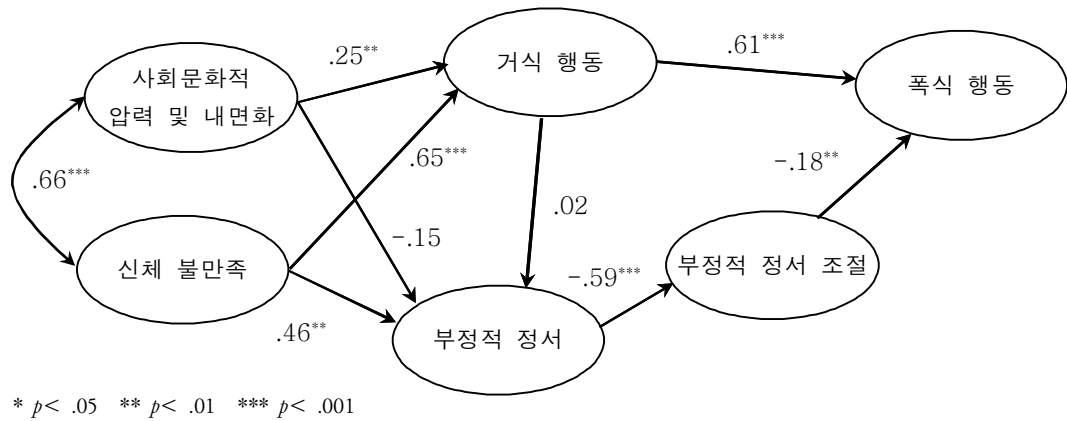 사회문화적
압력 및 내면화
.25**
거식 행동
.61***
폭식 행동
.66***
.65***
-.18**
신체 불만족
-.15
.02
-.59***
부정적 정서 조절
.46**
부정적 정서
* p< .05 ** p< .01 *** p< .001